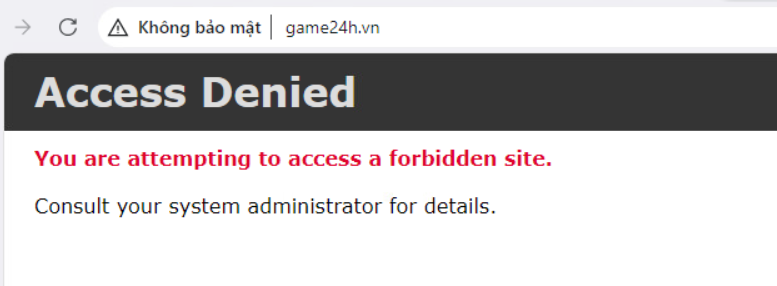 Không bảo mật game24h.vn
Access Denied
You are attempting to access a forbidden site.
Consult your system administrator for details.